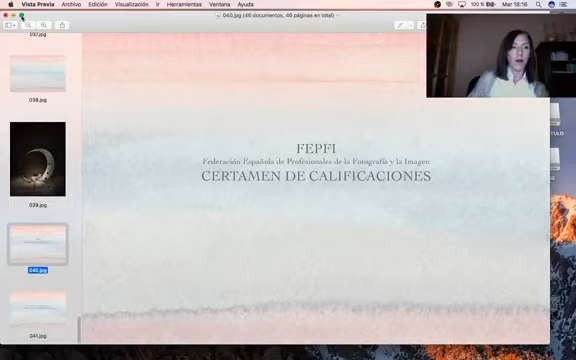 Vista Previa Archivo Edición Visualización Ir Herramientas Ventana Ayuda
100 % Mar 18:16
040.jpg (46 documentos, 46 páginas en total)
037.jpg
038.jpg
039.jpg
040.jpg
041.jpg
FEPFI
Federación Española de Profesionales de la Fotografía y la Imagen
CERTAMEN DE CALIFICACIONES